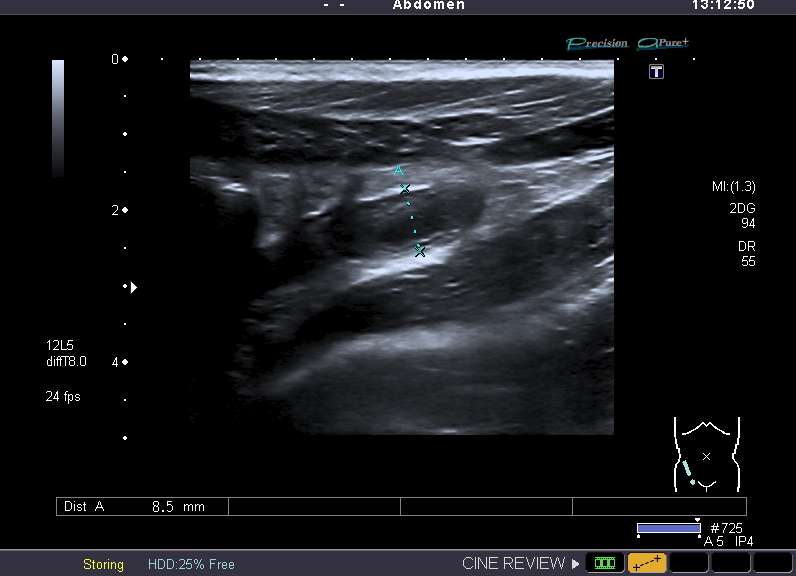 - - Abdomen 13:12:50
Precision aPure+
T
0
A
MI:(1.3)
2DG
94
DR
55
2
12L5
diffT8.0
4
24 fps
Dist A 8.5 mm
#725
A 5 IP4
Storing HDD:25% Free CINE REVIEW